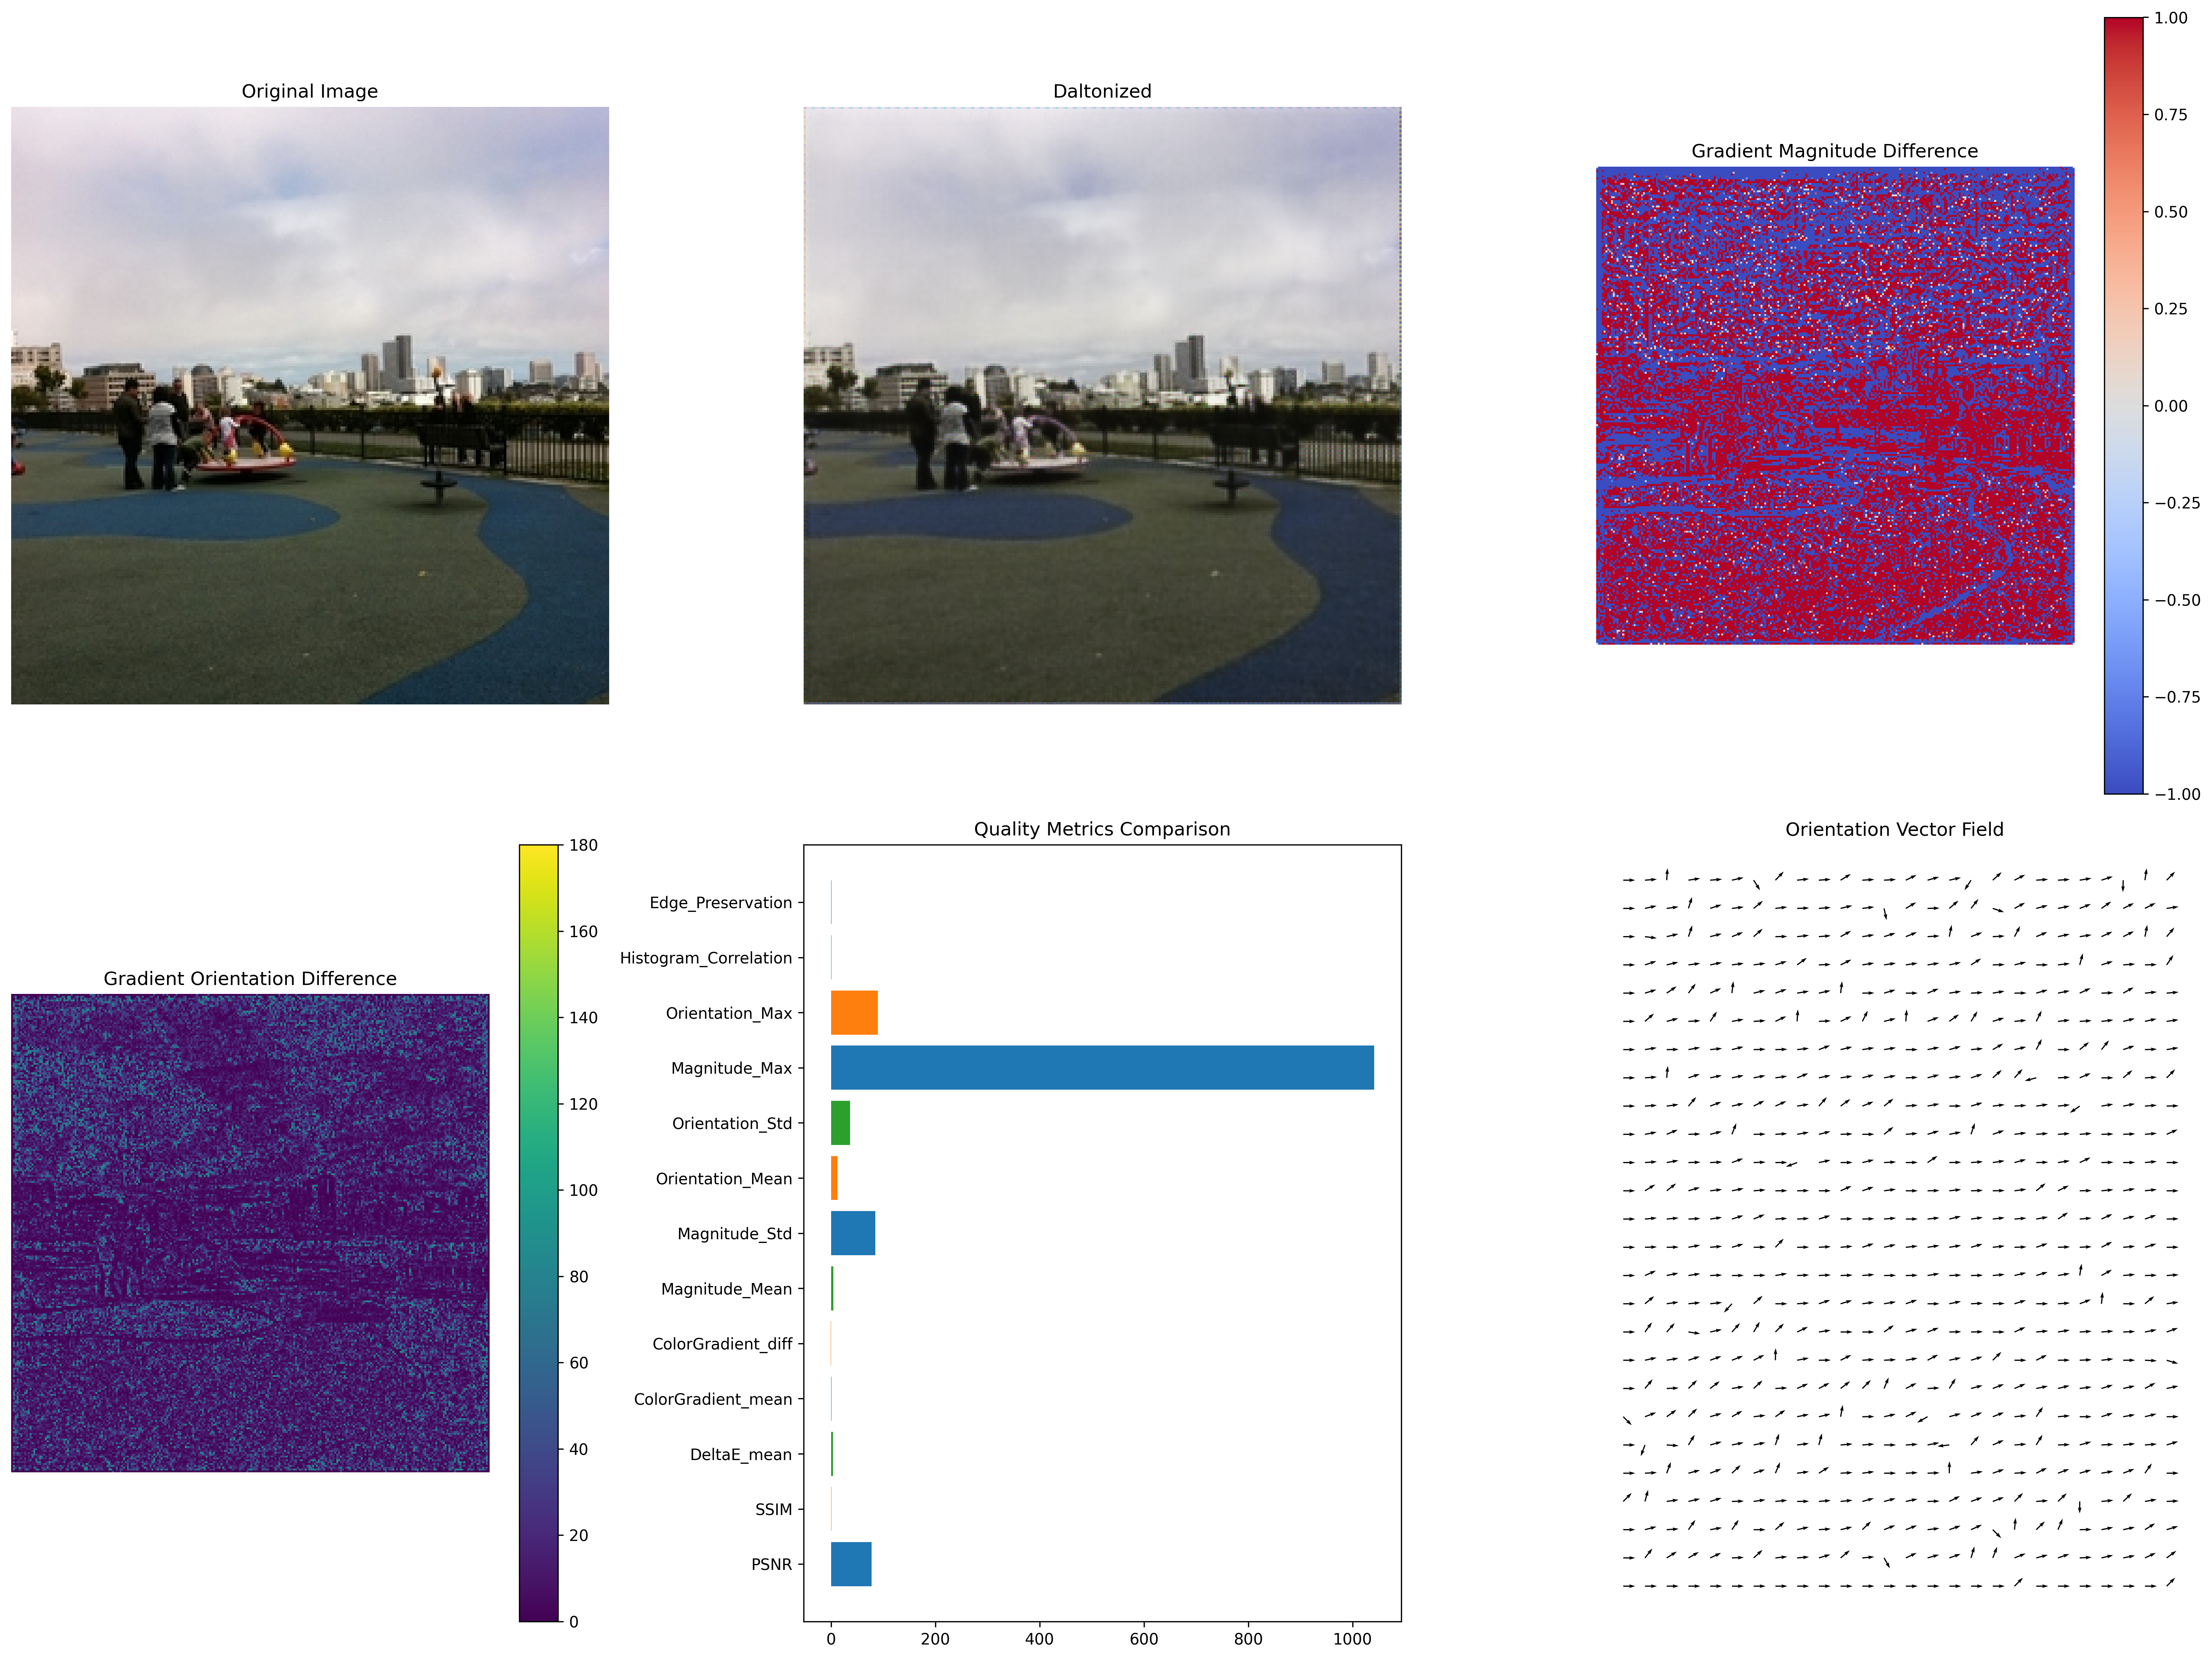 Original Image
Daltonized
Gradient Magnitude Difference
1.00
0.75
0.50
0.25
0.00
−0.25
−0.50
−0.75
−1.00
Gradient Orientation Difference
180
160
140
120
100
80
60
40
20
0
Quality Metrics Comparison
Edge_Preservation
Histogram_Correlation
Orientation_Max
Magnitude_Max
Orientation_Std
Orientation_Mean
Magnitude_Std
Magnitude_Mean
ColorGradient_diff
ColorGradient_mean
DeltaE_mean
SSIM
PSNR
0 200 400 600 800 1000
Orientation Vector Field